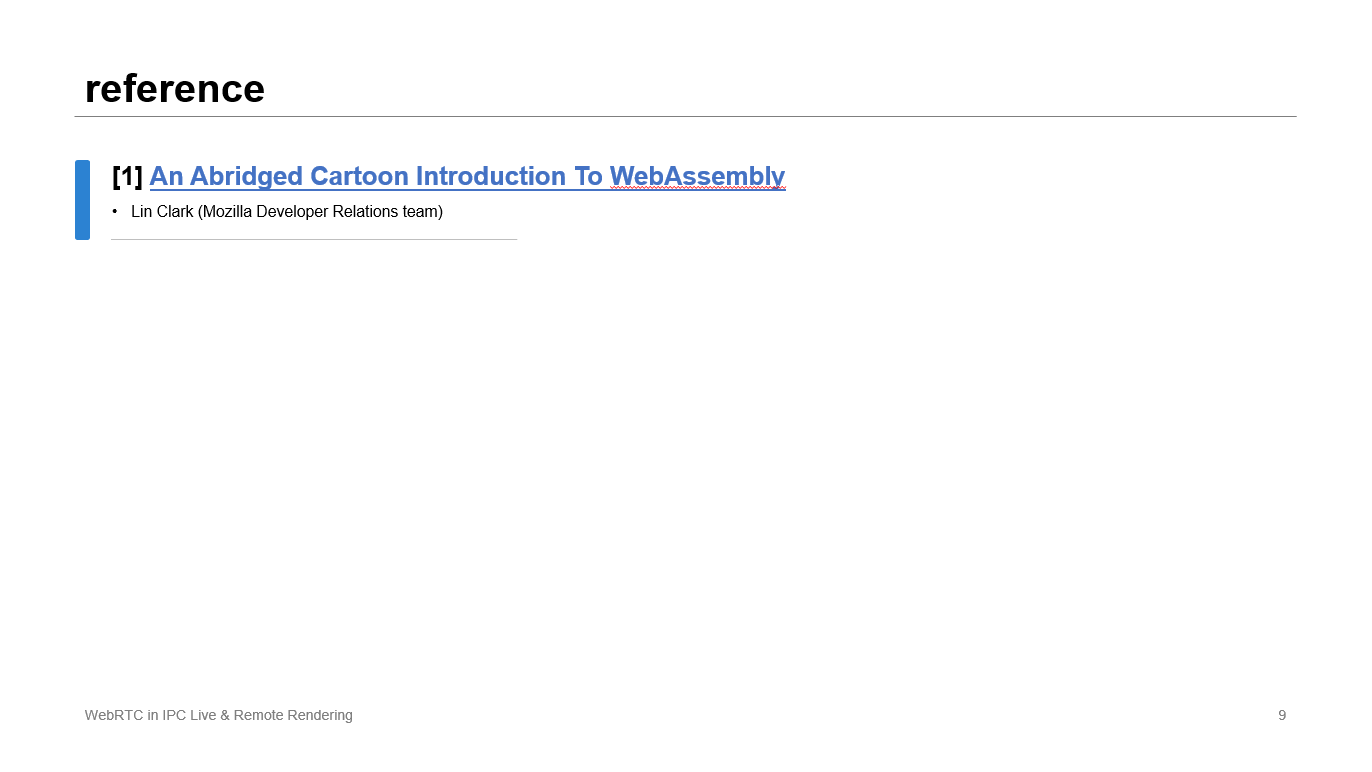 reference
[1] An Abridged Cartoon Introduction To WebAssembly
• Lin Clark (Mozilla Developer Relations team)
WebRTC in IPC Live & Remote Rendering
9